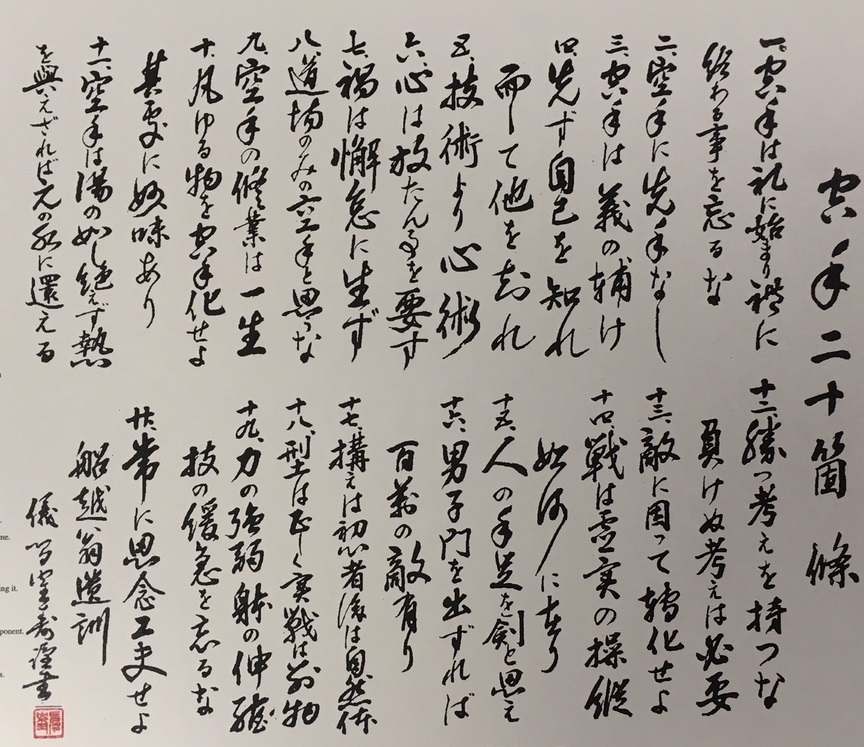 空手二十箇條
一、空手は礼に始まり禮に
終わる事を忘るな
二、空手に先手なし
三、空手は義の輔け
四、先ず自己を知れ
而して他を知れ
五、技術より心術
六、心は放たん事を要す
七、禍は懈怠に生ず
八、道場のみの空手と思うな
九、空手の修業は一生
十、凡ゆる物を空手化せよ
其處に妙味あり
十一、空手は湯の如し絶えず熱
を與えざれば元の水に還える
十二、勝つ考えを持つな
負けぬ考えは必要
十三、敵に因って轉化せよ
十四、戦は虚実の操縦
如何に在り
十五、人の手足を剣と思え
十六、男子門を出ずれば
百萬の敵有り
十七、構えは初心者後は自然体
十八、型は正しく実戦は別物
十九、力の強弱躰の伸縮
技の緩急を忘るな
廿、常に思念工夫せよ
船越翁遺訓
me.
ng it.
ponent.
s.